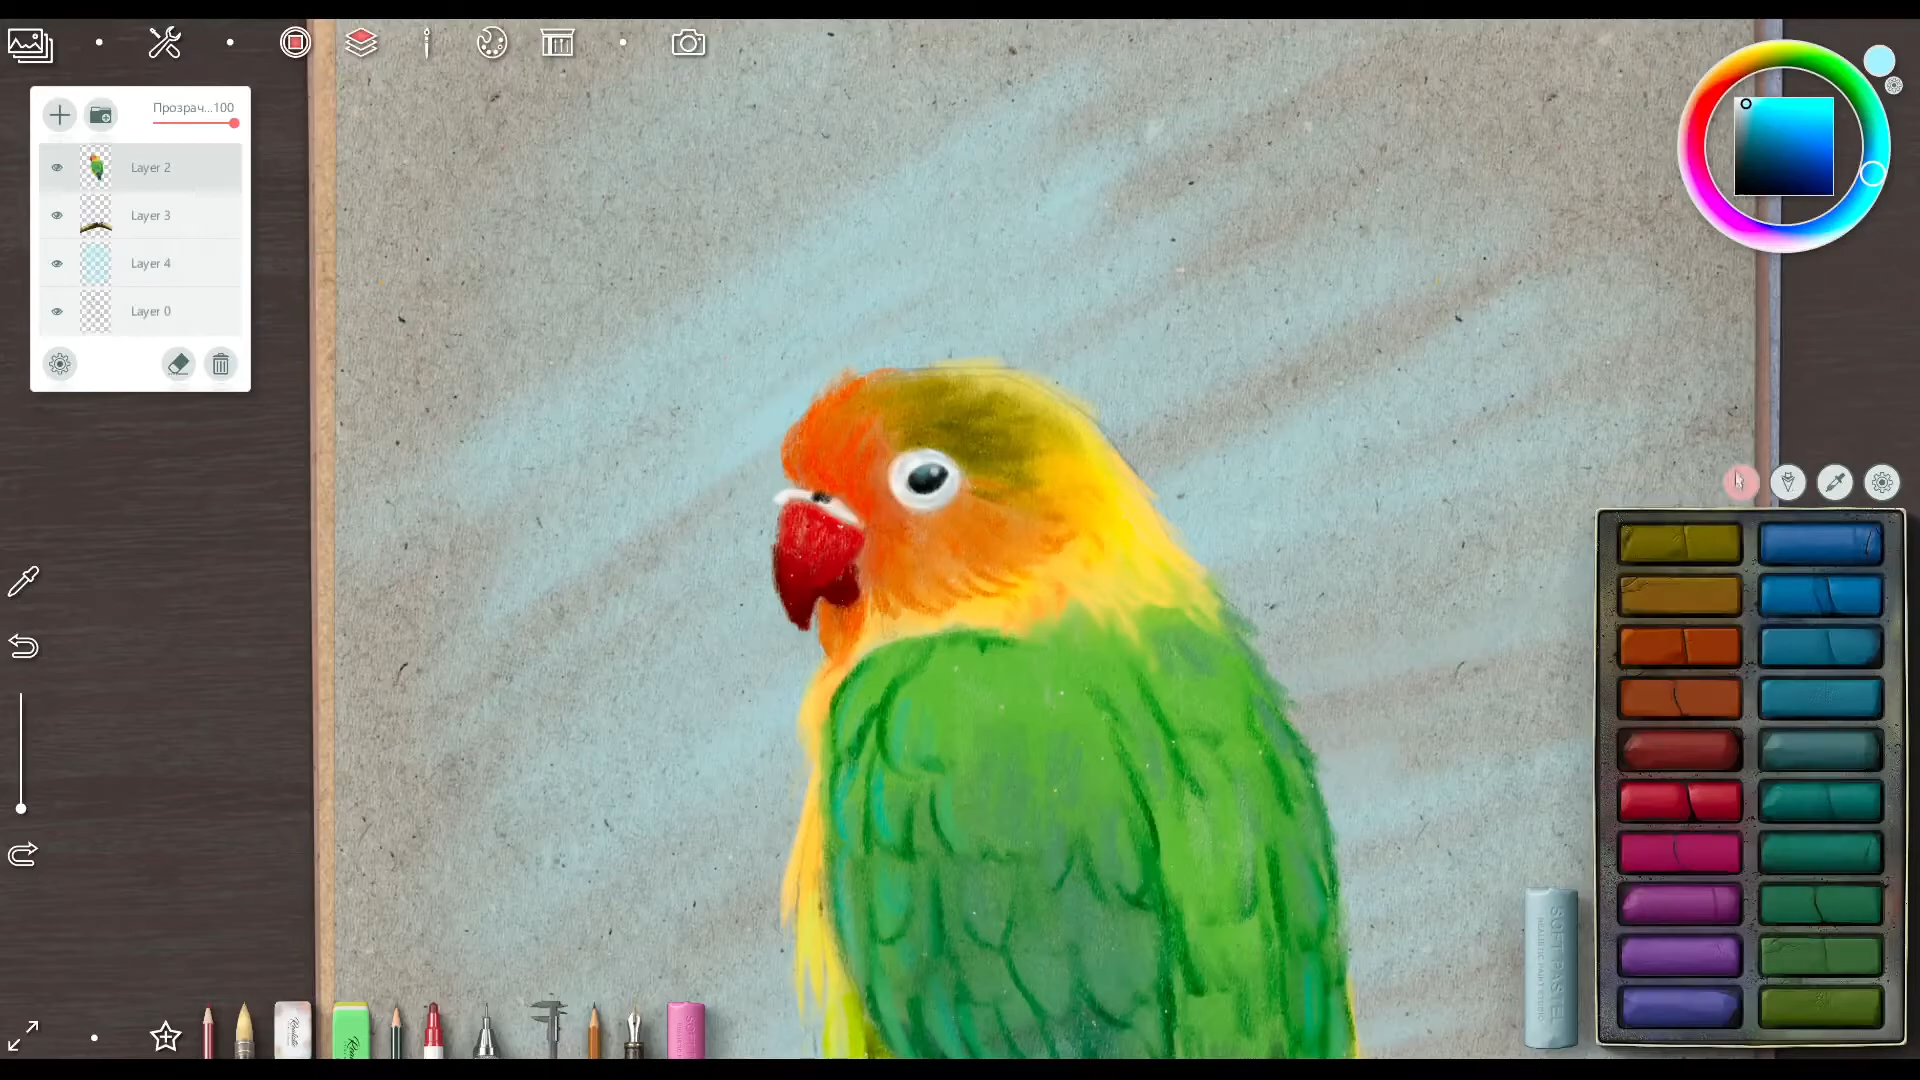 Прозрач...100
Layer 2
Layer 3
Layer 4
Layer 0
SOFT PASTEL